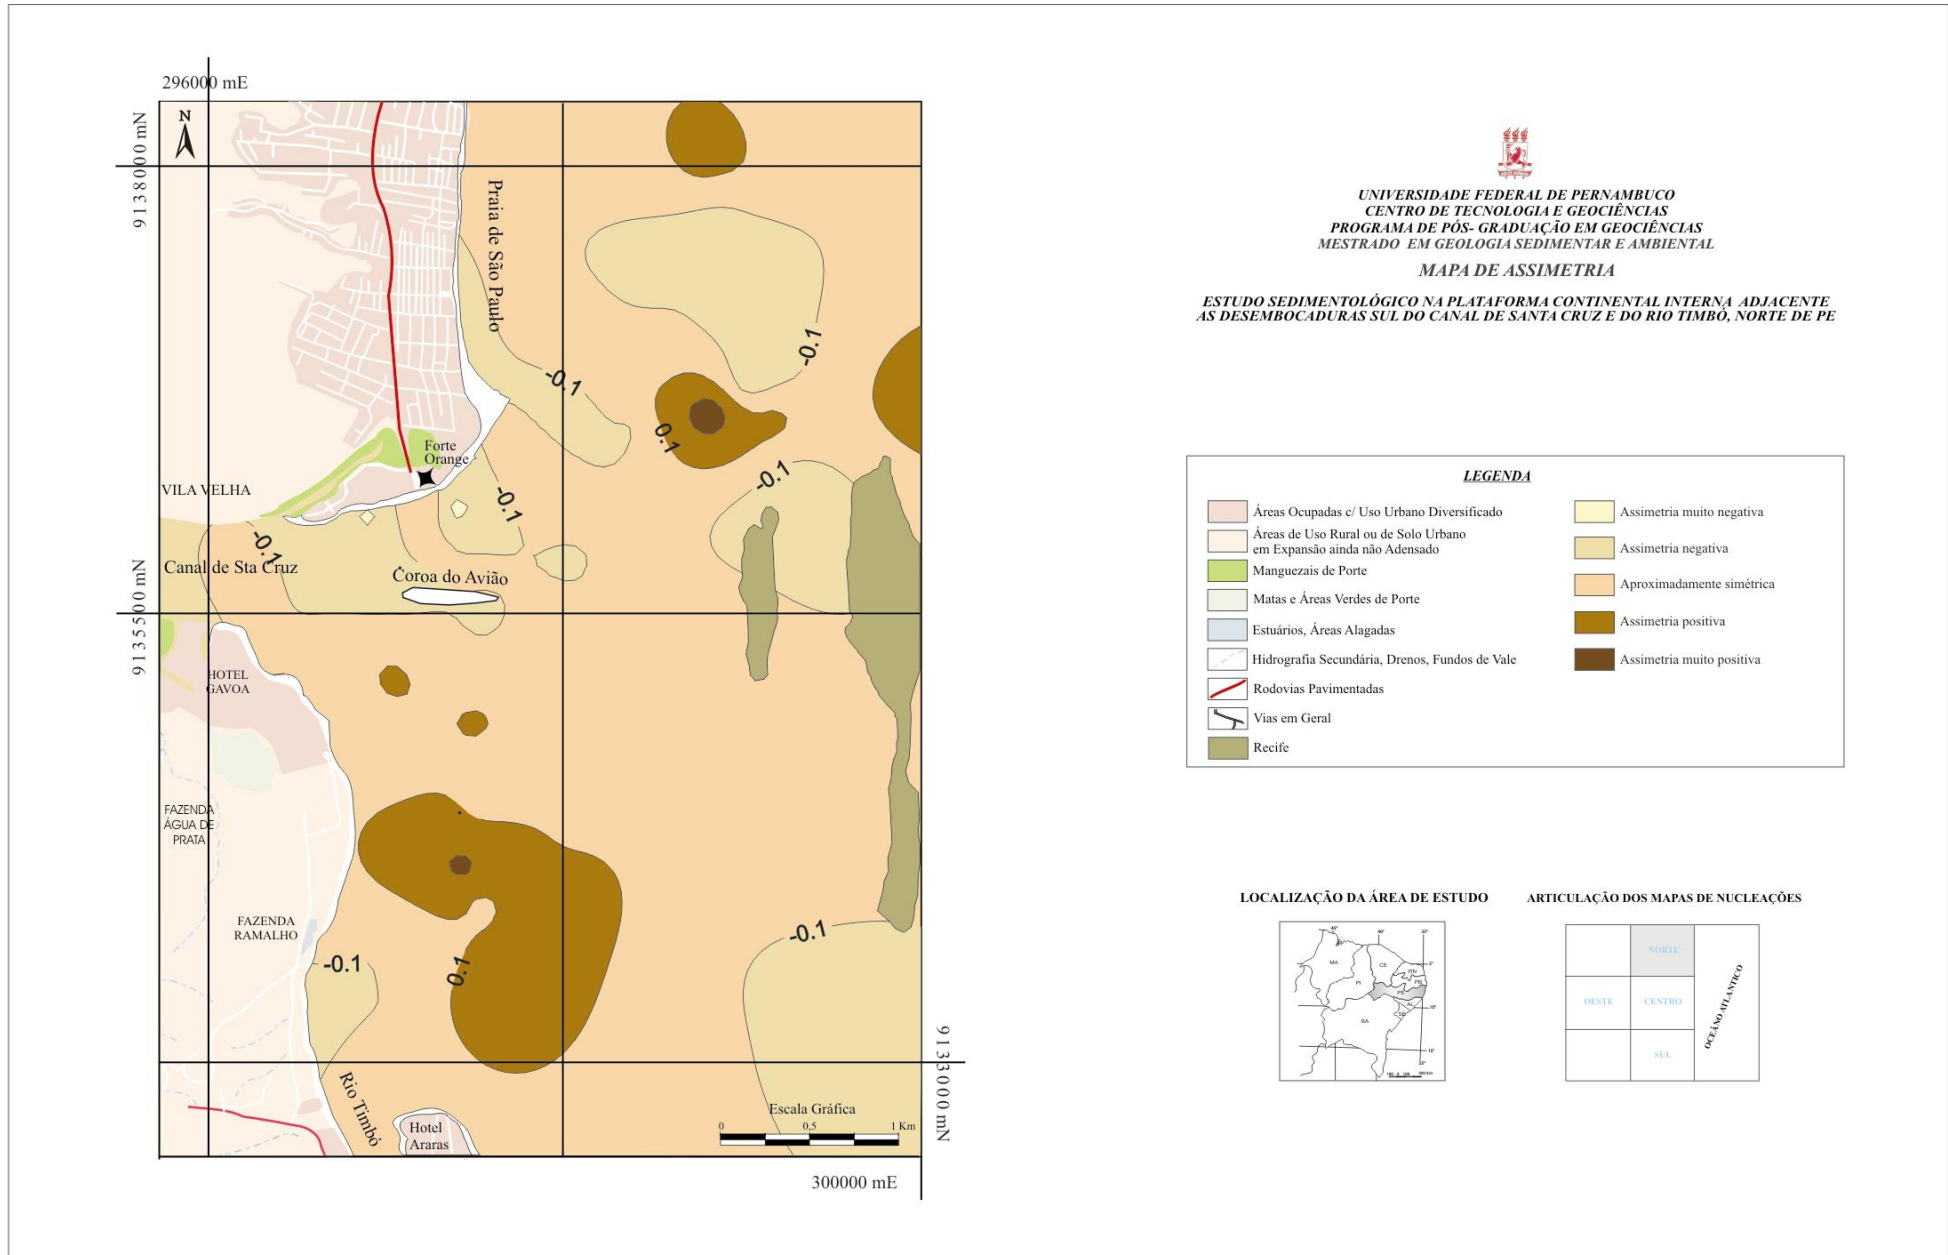 296000 mE
N
9138000 mN
Praia de São Paulo
-0.1
-0.1
0.1
-0.1
Forte
Orange
VILA VELHA
-0.1
-0.1
Canal de Sta Cruz
Coroa do Avião
9135500 mN
HOTEL
GAVOA
FAZENDA
ÁGUA DE
PRATA
FAZENDA
RAMALHO
-0.1
0.1
-0.1
9133000 mN
Rio Timbó
Hotel
Araras
Escala Gráfica
0 0,5 1 Km
300000 mE
UNIVERSIDADE FEDERAL DE PERNAMBUCO
CENTRO DE TECNOLOGIA E GEOCIÊNCIAS
PROGRAMA DE PÓS- GRADUAÇÃO EM GEOCIÊNCIAS
MESTRADO EM GEOLOGIA SEDIMENTAR E AMBIENTAL
MAPA DE ASSIMETRIA
ESTUDO SEDIMENTOLÓGICO NA PLATAFORMA CONTINENTAL INTERNA ADJACENTE
AS DESEMBOCADURAS SUL DO CANAL DE SANTA CRUZ E DO RIO TIMBÓ, NORTE DE PE
LEGENDA
Áreas Ocupadas c/ Uso Urbano Diversificado
Áreas de Uso Rural ou de Solo Urbano
em Expansão ainda não Adensado
Manguezais de Porte
Matas e Áreas Verdes de Porte
Estuários, Áreas Alagadas
Hidrografia Secundária, Drenos, Fundos de Vale
Rodovias Pavimentadas
Vias em Geral
Recife
Assimetria muito negativa
Assimetria negativa
Aproximadamente simétrica
Assimetria positiva
Assimetria muito positiva
LOCALIZAÇÃO DA ÁREA DE ESTUDO
MA
CE
RN
PB
PI
PE
AL
BA
ARTICULAÇÃO DOS MAPAS DE NUCLEAÇÕES
NORTE
OESTE
CENTRO
SUL
OCEÂNO ATLANTICO